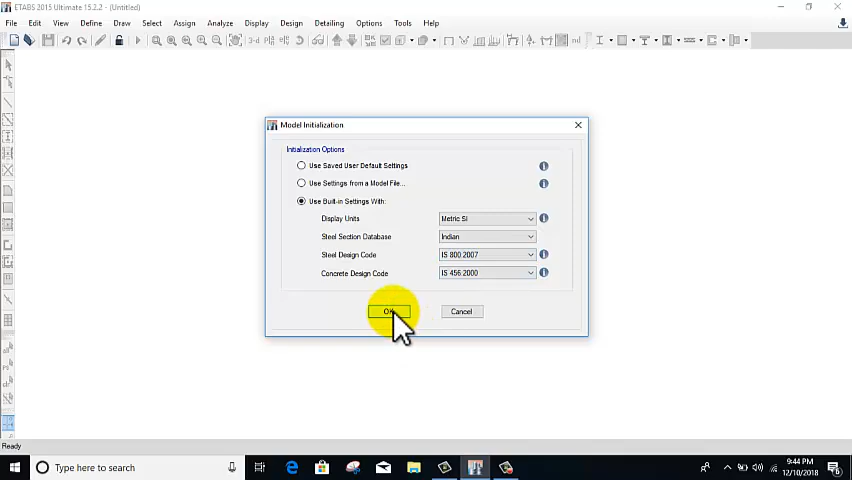 ETABS 2015 Ultimate 15.2.2 - (Untitled)
File Edit View Define Draw Select Assign Analyze Display Design Detailing Options Tools Help
Model Initialization
Initialization Options
Use Saved User Default Settings
Use Settings from a Model File...
Use Built-in Settings With:
Display Units Metric SI
Steel Section Database Indian
Steel Design Code IS 800:2007
Concrete Design Code IS 456:2000
OK Cancel
Ready
Type here to search
9:44 PM
12/10/2018